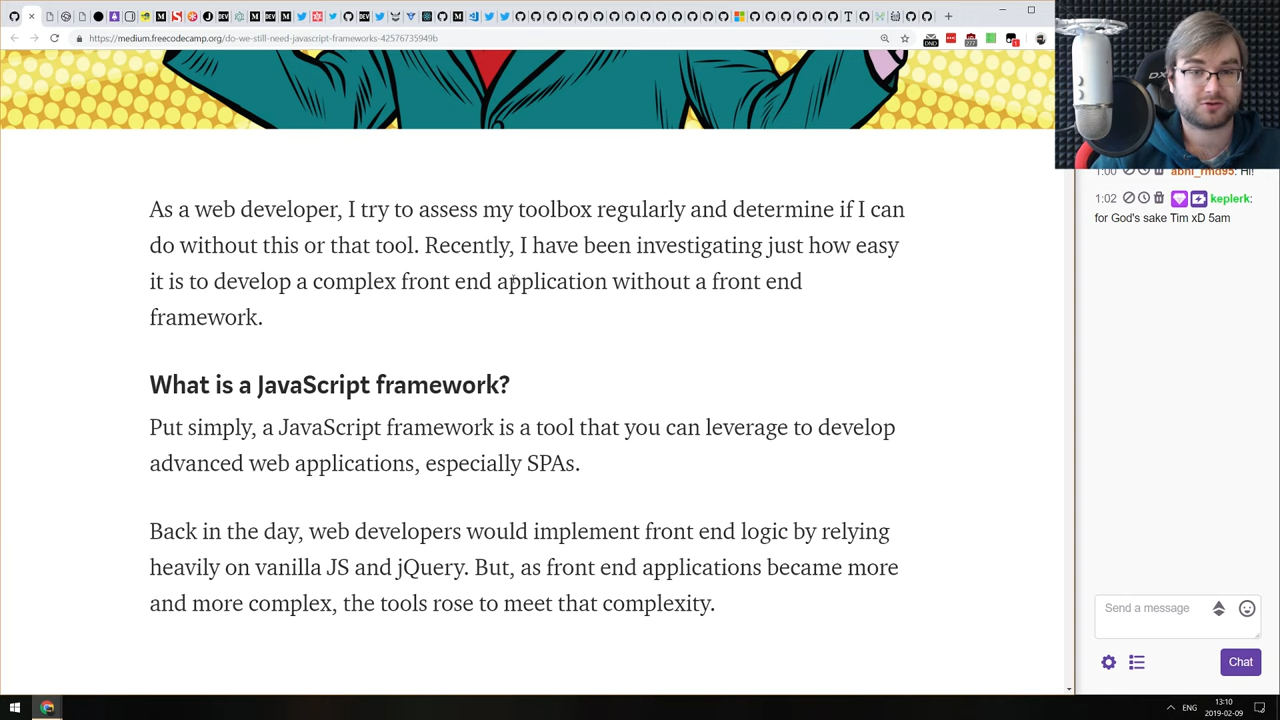 https://medium.freecodecamp.org/do-we-still-need-javascript-frameworks-42576735949b
As a web developer, I try to assess my toolbox regularly and determine if I can
do without this or that tool. Recently, I have been investigating just how easy
it is to develop a complex front end application without a front end
framework.
What is a JavaScript framework?
Put simply, a JavaScript framework is a tool that you can leverage to develop
advanced web applications, especially SPAs.
Back in the day, web developers would implement front end logic by relying
heavily on vanilla JS and jQuery. But, as front end applications became more
and more complex, the tools rose to meet that complexity.
1:00 abhi_rmd95: Hi!
1:02 keplerk:
for God's sake Tim xD 5am
Send a message
Chat
ENG
13:10
2019-02-09